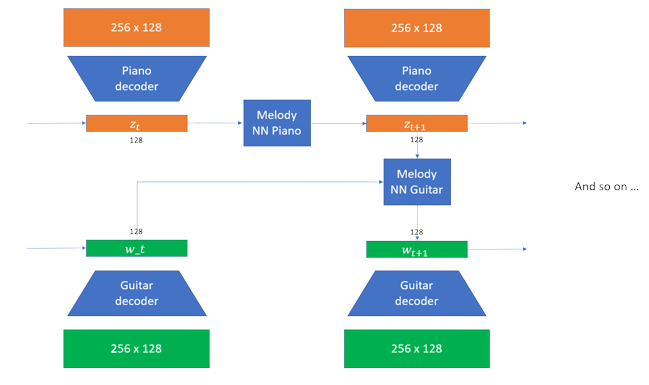 256 x 128
256 x 128
Piano
decoder
Piano
decoder
Melody
NN Piano
z_t
z_{t+1}
128
128
Melody
NN Guitar
And so on ...
128
128
w_t
w_{t+1}
Guitar
decoder
Guitar
decoder
256 x 128
256 x 128